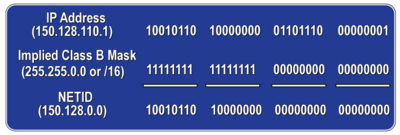 IP Address
(150.128.110.1) 10010110 10000000 01101110 00000001
Implied Class B Mask
(255.255.0.0 or /16) 11111111 11111111 00000000 00000000
NETID
(150.128.0.0) 10010110 10000000 00000000 00000000